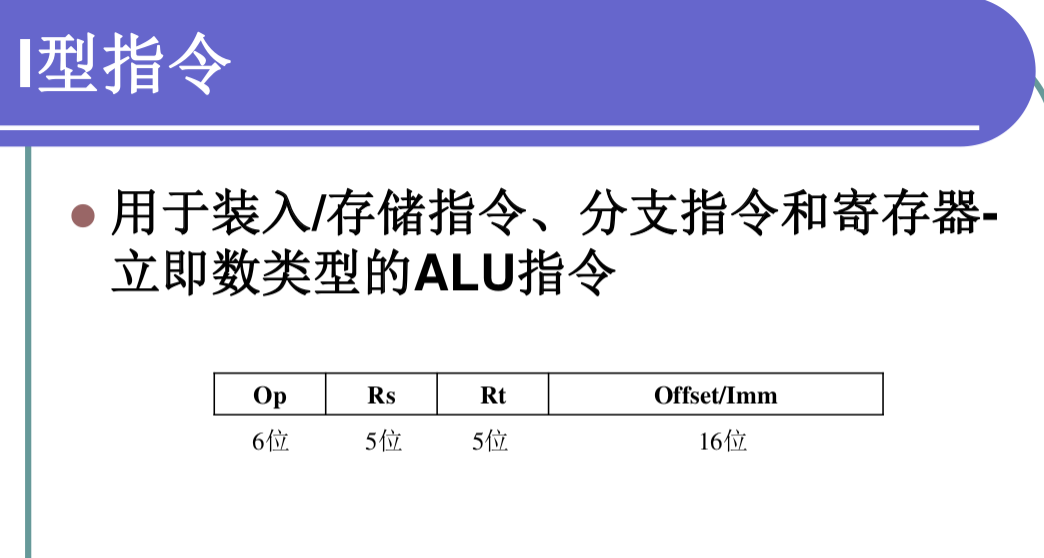 I型指令
用于装入/存储指令、分支指令和寄存器-
立即数类型的ALU指令
Op Rs Rt Offset/Imm
6位 5位 5位 16位